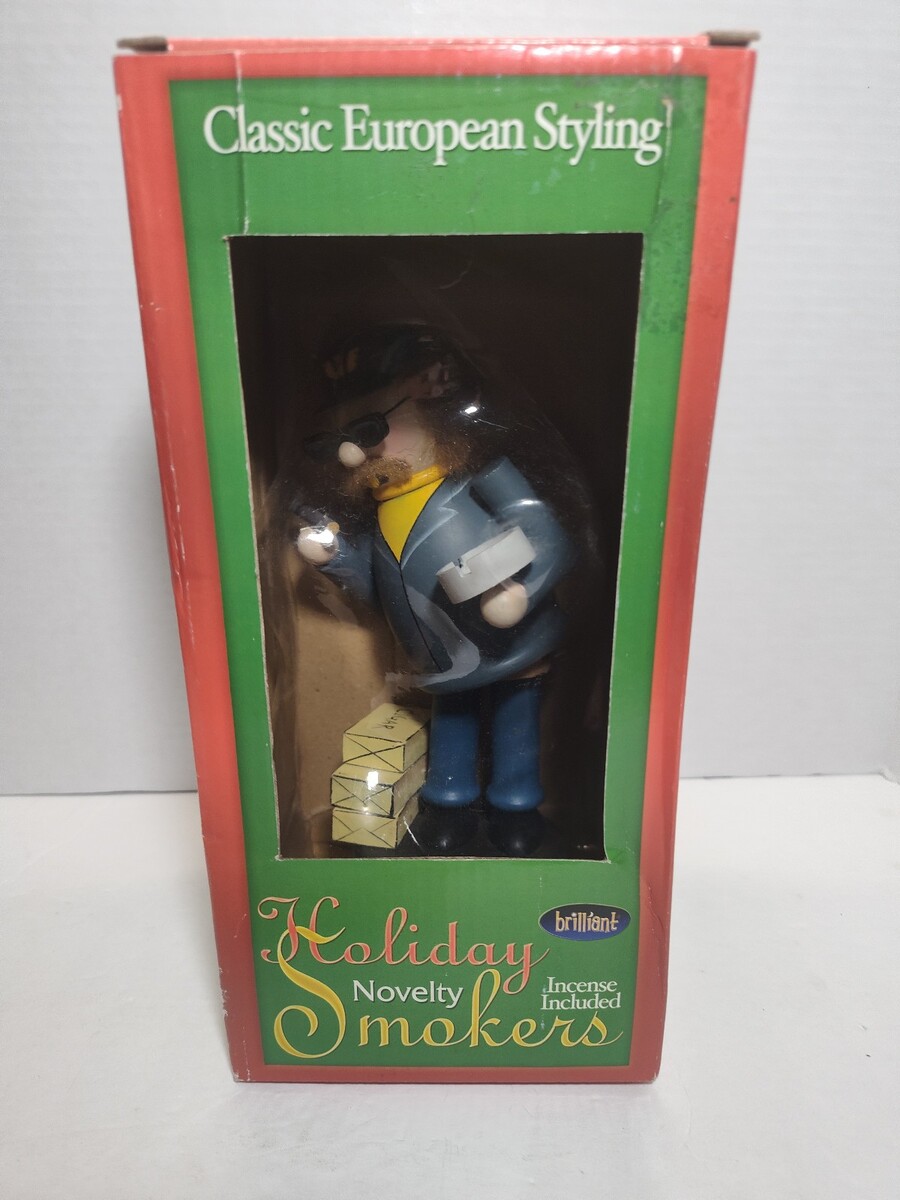 Classic European Styling!
brilliant
Holiday
Novelty
Incense
Included
Smokers